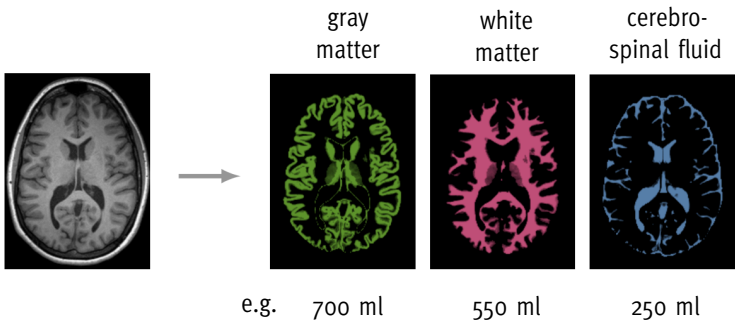 gray
matter
white
matter
cerebro-
spinal fluid
e.g. 700 ml 550 ml 250 ml